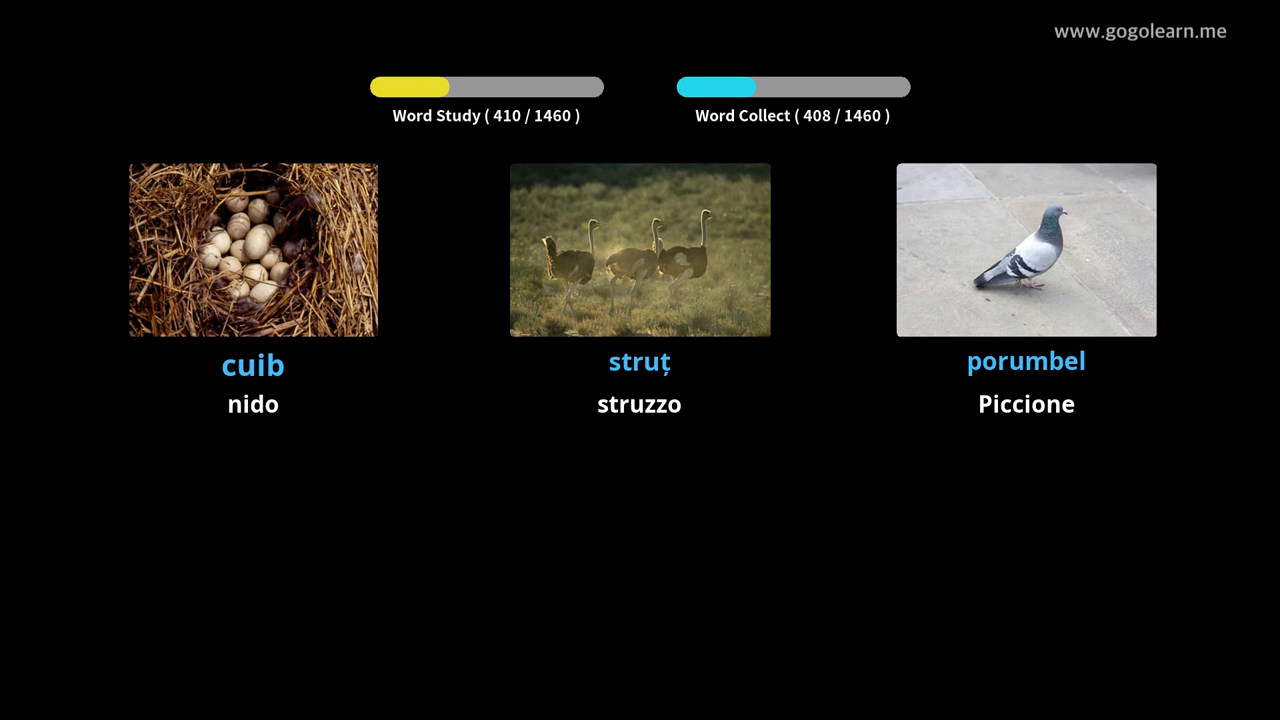 www.gogolearn.me
Word Study ( 410 / 1460 )
Word Collect ( 408 / 1460 )
cuib
nido
struț
struzzo
porumbel
Piccione